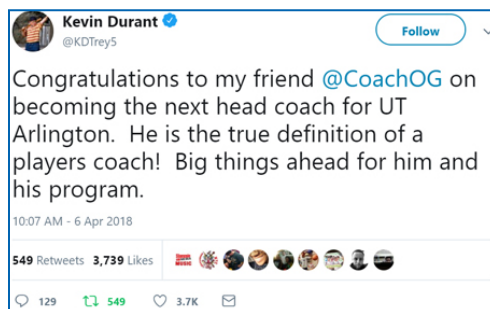 Kevin Durant
@KDTrey5
Follow
Congratulations to my friend @CoachOG on
becoming the next head coach for UT
Arlington. He is the true definition of a
players coach! Big things ahead for him and
his program.
10:07 AM - 6 Apr 2018
549 Retweets 3,739 Likes
129 549 3.7K